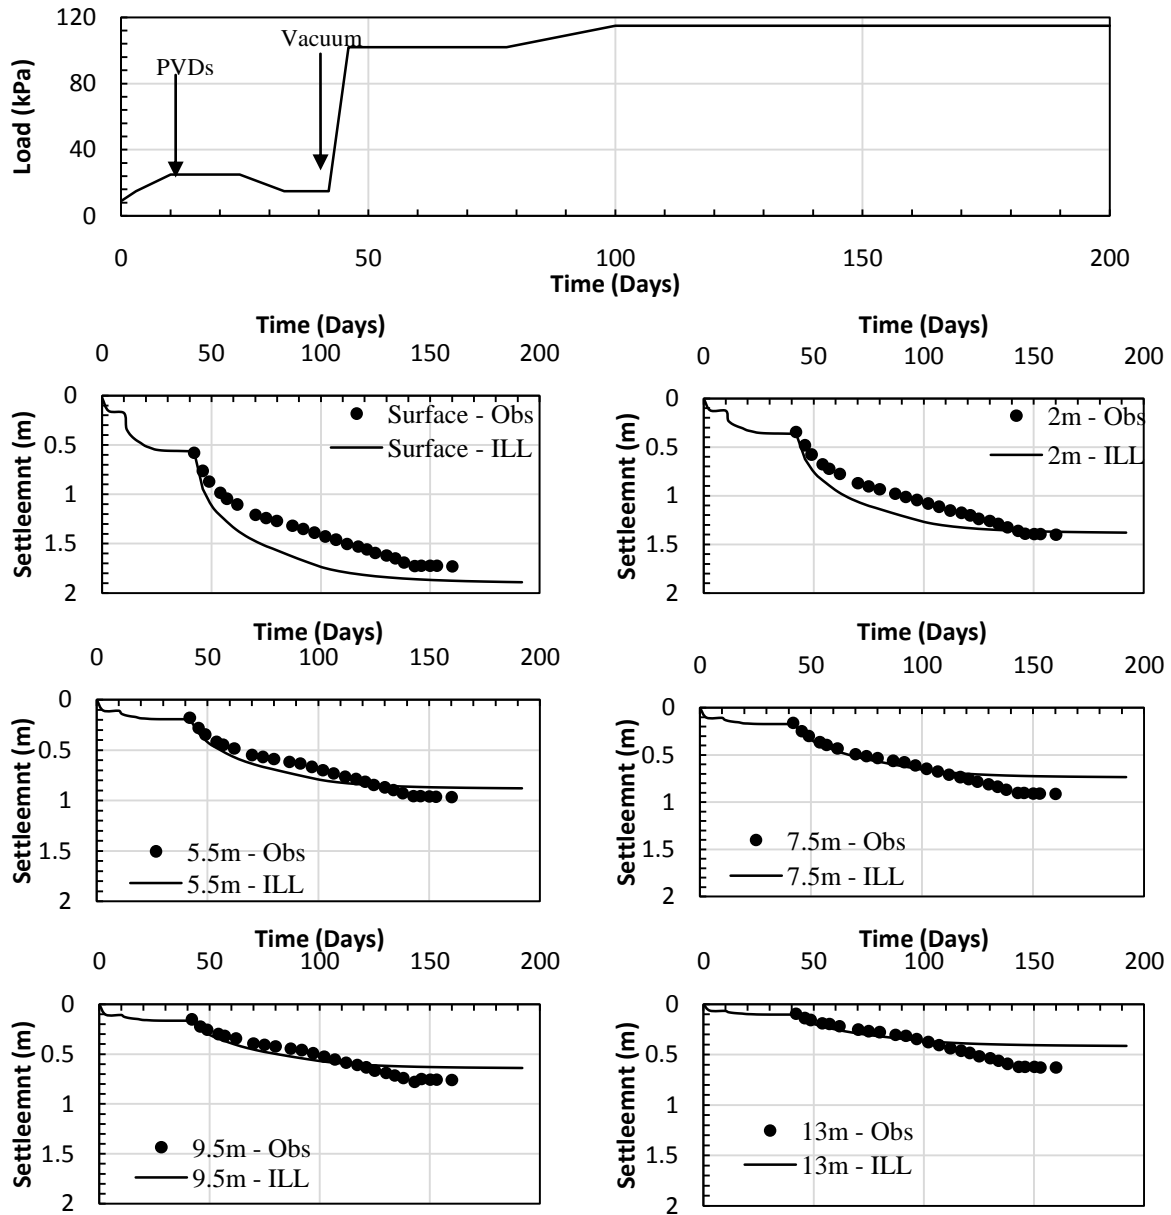 120
80
40
0
Load (kPa)
PVDs
Vacuum
0 50 100 150 200
Time (Days)
Time (Days)
0 50 100 150 200
0
0.5
1
1.5
2
Settleemnt (m)
Surface - Obs
Surface - ILL
Time (Days)
0 50 100 150 200
0
0.5
1
1.5
2
Settleemnt (m)
2m - Obs
2m - ILL
Time (Days)
0 50 100 150 200
0
0.5
1
1.5
2
Settleemnt (m)
5.5m - Obs
5.5m - ILL
Time (Days)
0 50 100 150 200
0
0.5
1
1.5
2
Settleemnt (m)
7.5m - Obs
7.5m - ILL
Time (Days)
0 50 100 150 200
0
0.5
1
1.5
2
Settleemnt (m)
9.5m - Obs
9.5m - ILL
Time (Days)
0 50 100 150 200
0
0.5
1
1.5
2
Settleemnt (m)
13m - Obs
13m - ILL